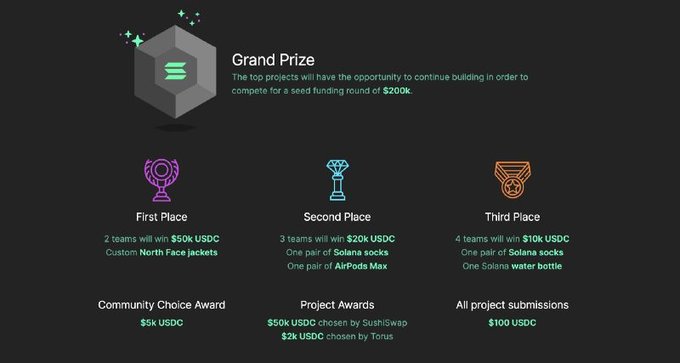 Grand Prize
The top projects will have the opportunity to continue building in order to
compete for a seed funding round of $200k.
First Place
2 teams will win $50k USDC
Custom North Face jackets
Second Place
3 teams will win $20k USDC
One pair of Solana socks
One pair of AirPods Max
Third Place
4 teams will win $10k USDC
One pair of Solana socks
One Solana water bottle
Community Choice Award
$5k USDC
Project Awards
$50k USDC chosen by SushiSwap
$2k USDC chosen by Torus
All project submissions
$100 USDC